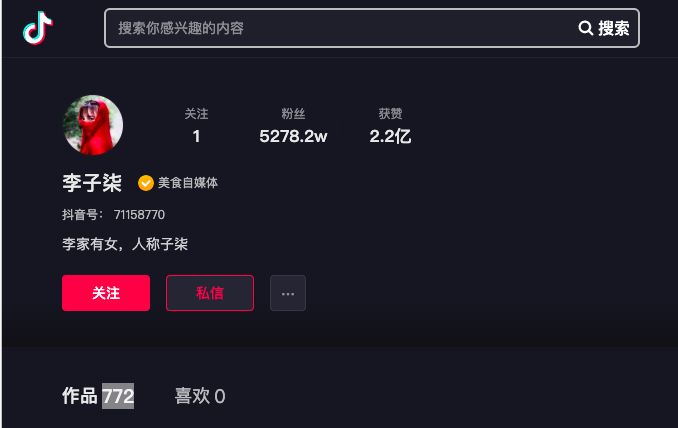 搜索你感兴趣的内容 搜索
关注 粉丝 获赞
1 5278.2w 2.2亿
李子柒 美食自媒体
抖音号： 71158770
李家有女，人称子柒
关注 私信 ...
作品 772 喜欢 0